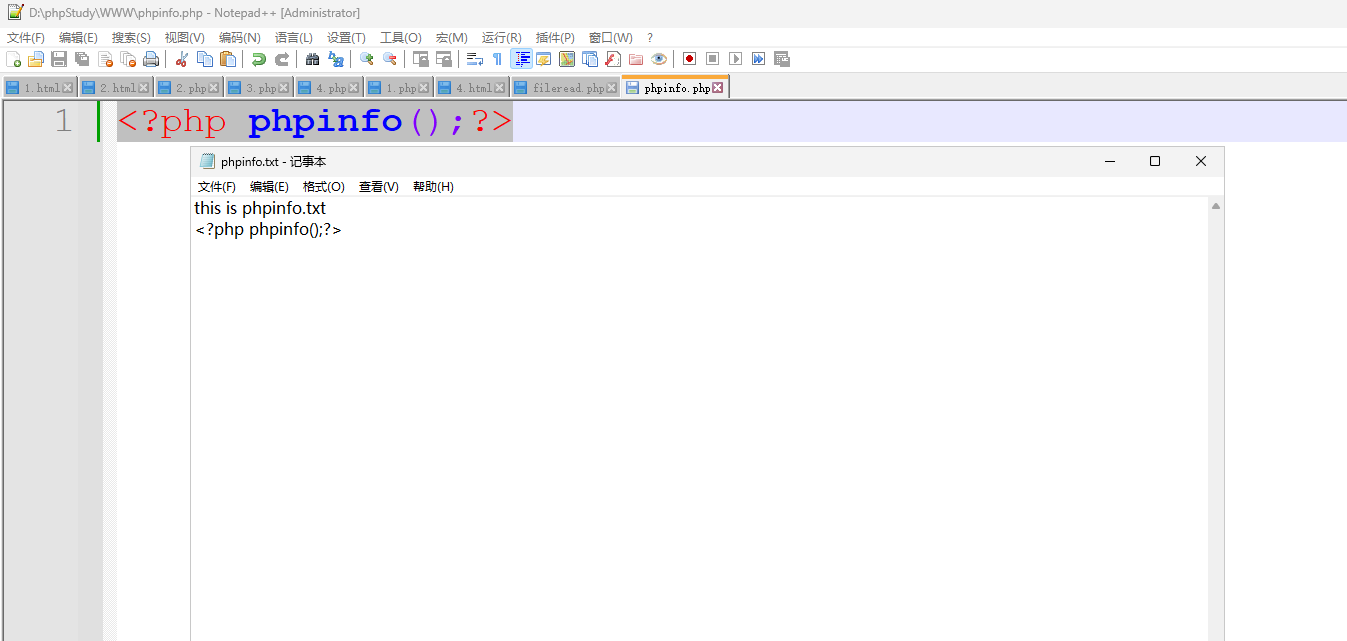 D:\phpStudy\WWW\phpinfo.php - Notepad++ [Administrator]
文件(F) 编辑(E) 搜索(S) 视图(V) 编码(N) 语言(L) 设置(T) 工具(O) 宏(M) 运行(R) 插件(P) 窗口(W) ?
1.html 2.html 2.php 3.php 4.php 1.php 4.html fileread.php phpinfo.php
1 <?php phpinfo();?>
phpinfo.txt - 记事本
文件(F) 编辑(E) 格式(O) 查看(V) 帮助(H)
this is phpinfo.txt
<?php phpinfo();?>